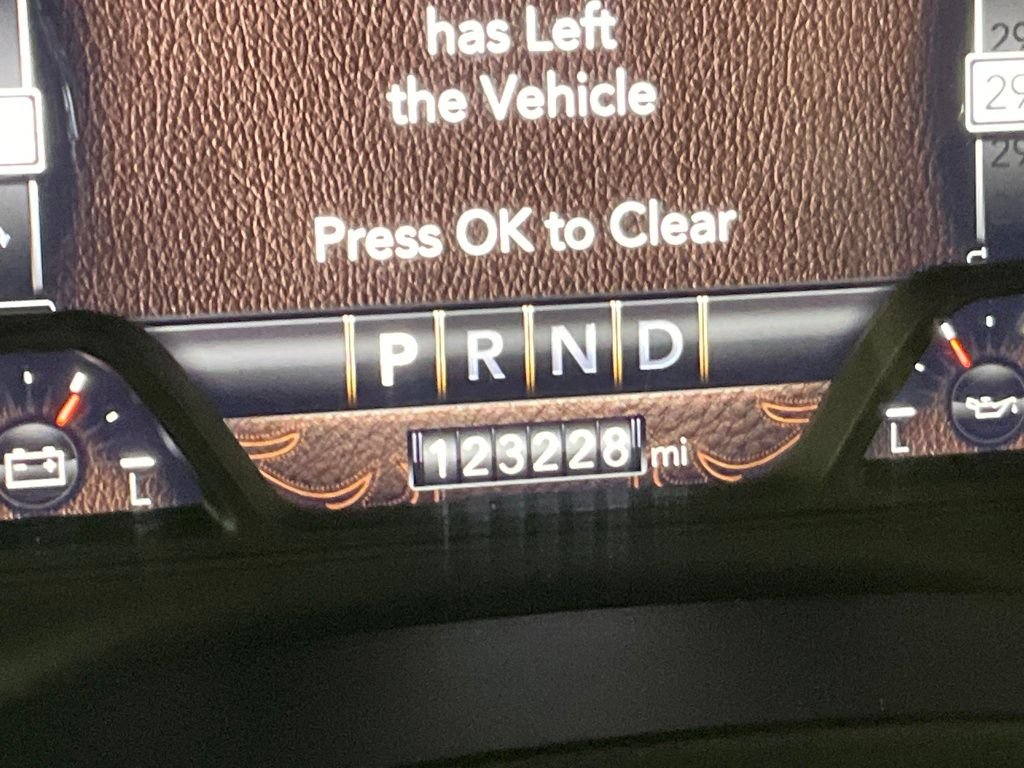 has Left
the Vehicle
Press OK to Clear
P R N D
123228 mi
L
L